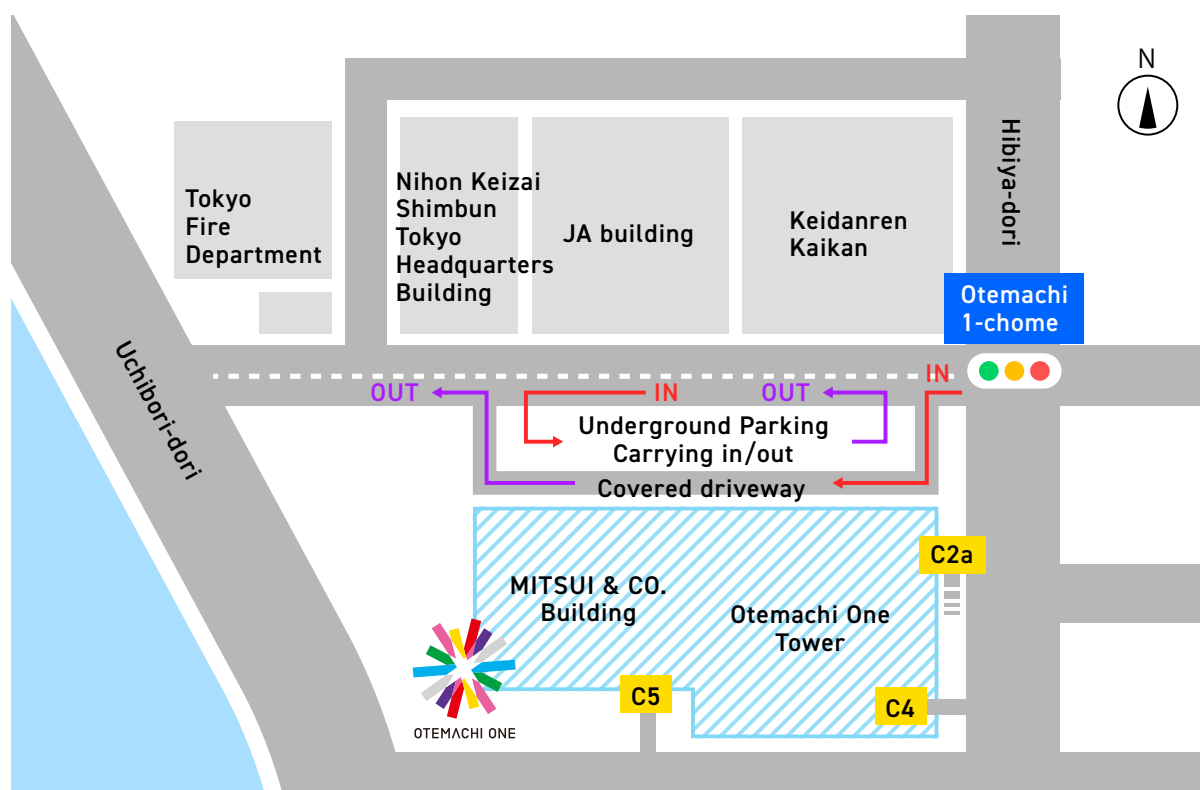 N
Hibiya-dori
Tokyo
Fire
Department
Nihon Keizai
Shimbun
Tokyo
Headquarters
Building
JA building
Keidanren
Kaikan
Otemachi
1-chome
Uchibori-dori
OUT
IN
OUT
IN
Underground Parking
Carrying in/out
Covered driveway
C2a
MITSUI & CO.
Building
Otemachi One
Tower
C5
C4
OTEMACHI ONE